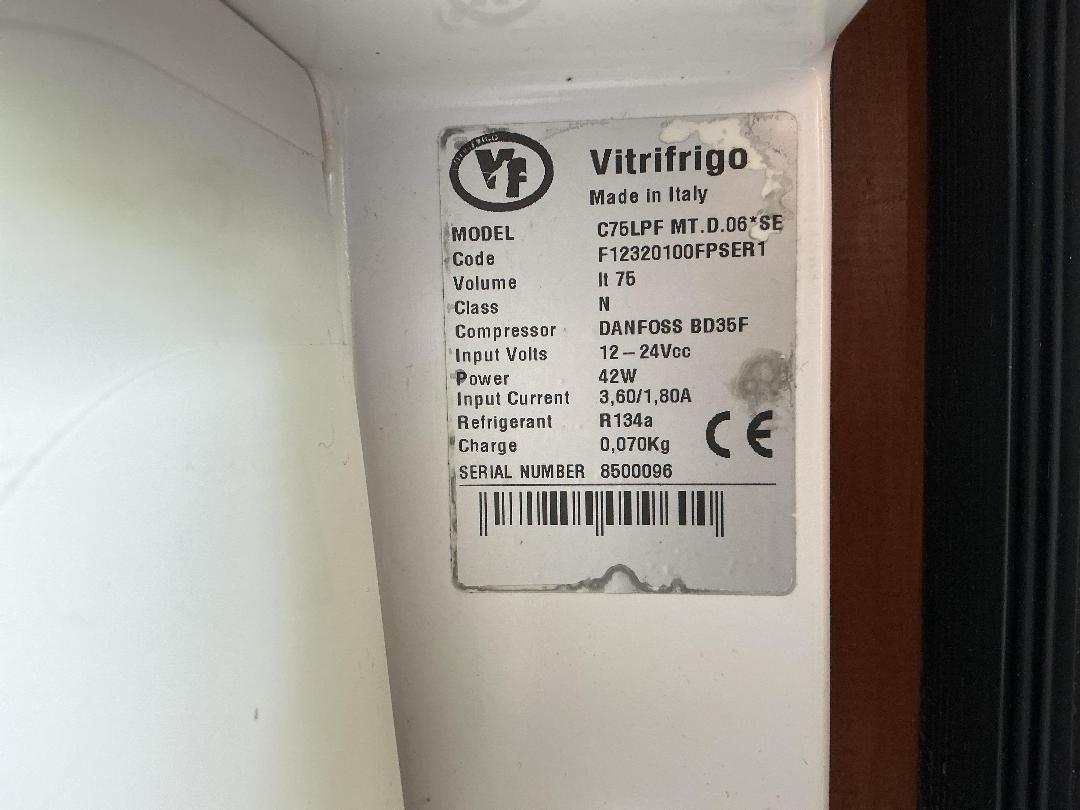 VITRIFRIGO
Vf
Vitrifrigo
Made in Italy
MODEL C75LPF MT.D.06*SE
Code F12320100FPSER1
Volume lt 75
Class N
Compressor DANFOSS BD35F
Input Volts 12-24Vcc
Power 42W
Input Current 3,60/1,80A
Refrigerant R134a
Charge 0,070Kg
CE
SERIAL NUMBER 8500096